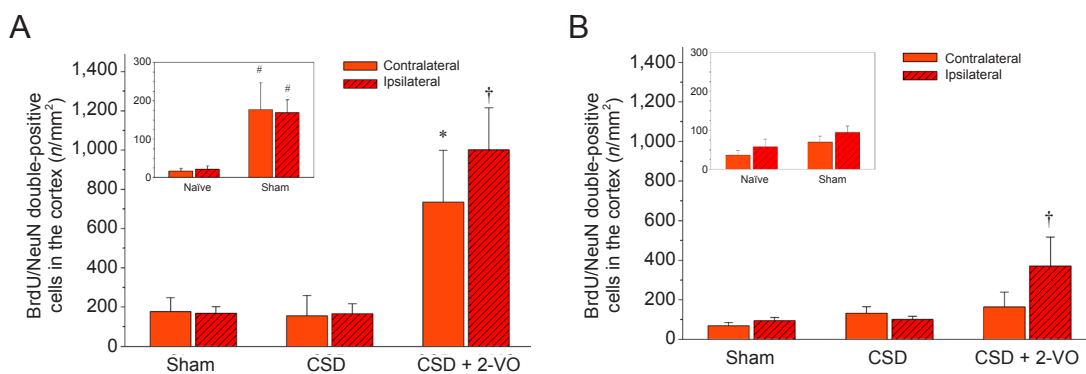 A
BrdU/NeuN double-positive
cells in the cortex (n/mm²)
1,400
1,200
1,000
800
600
400
200
0
300
200
100
0
Naïve
Sham
#
#
Contralateral
Ipsilateral
*
†
Sham
CSD
CSD + 2-VO
B
BrdU/NeuN double-positive
cells in the cortex (n/mm²)
1,400
1,200
1,000
800
600
400
200
0
300
200
100
0
Naïve
Sham
Contralateral
Ipsilateral
†
Sham
CSD
CSD + 2-VO